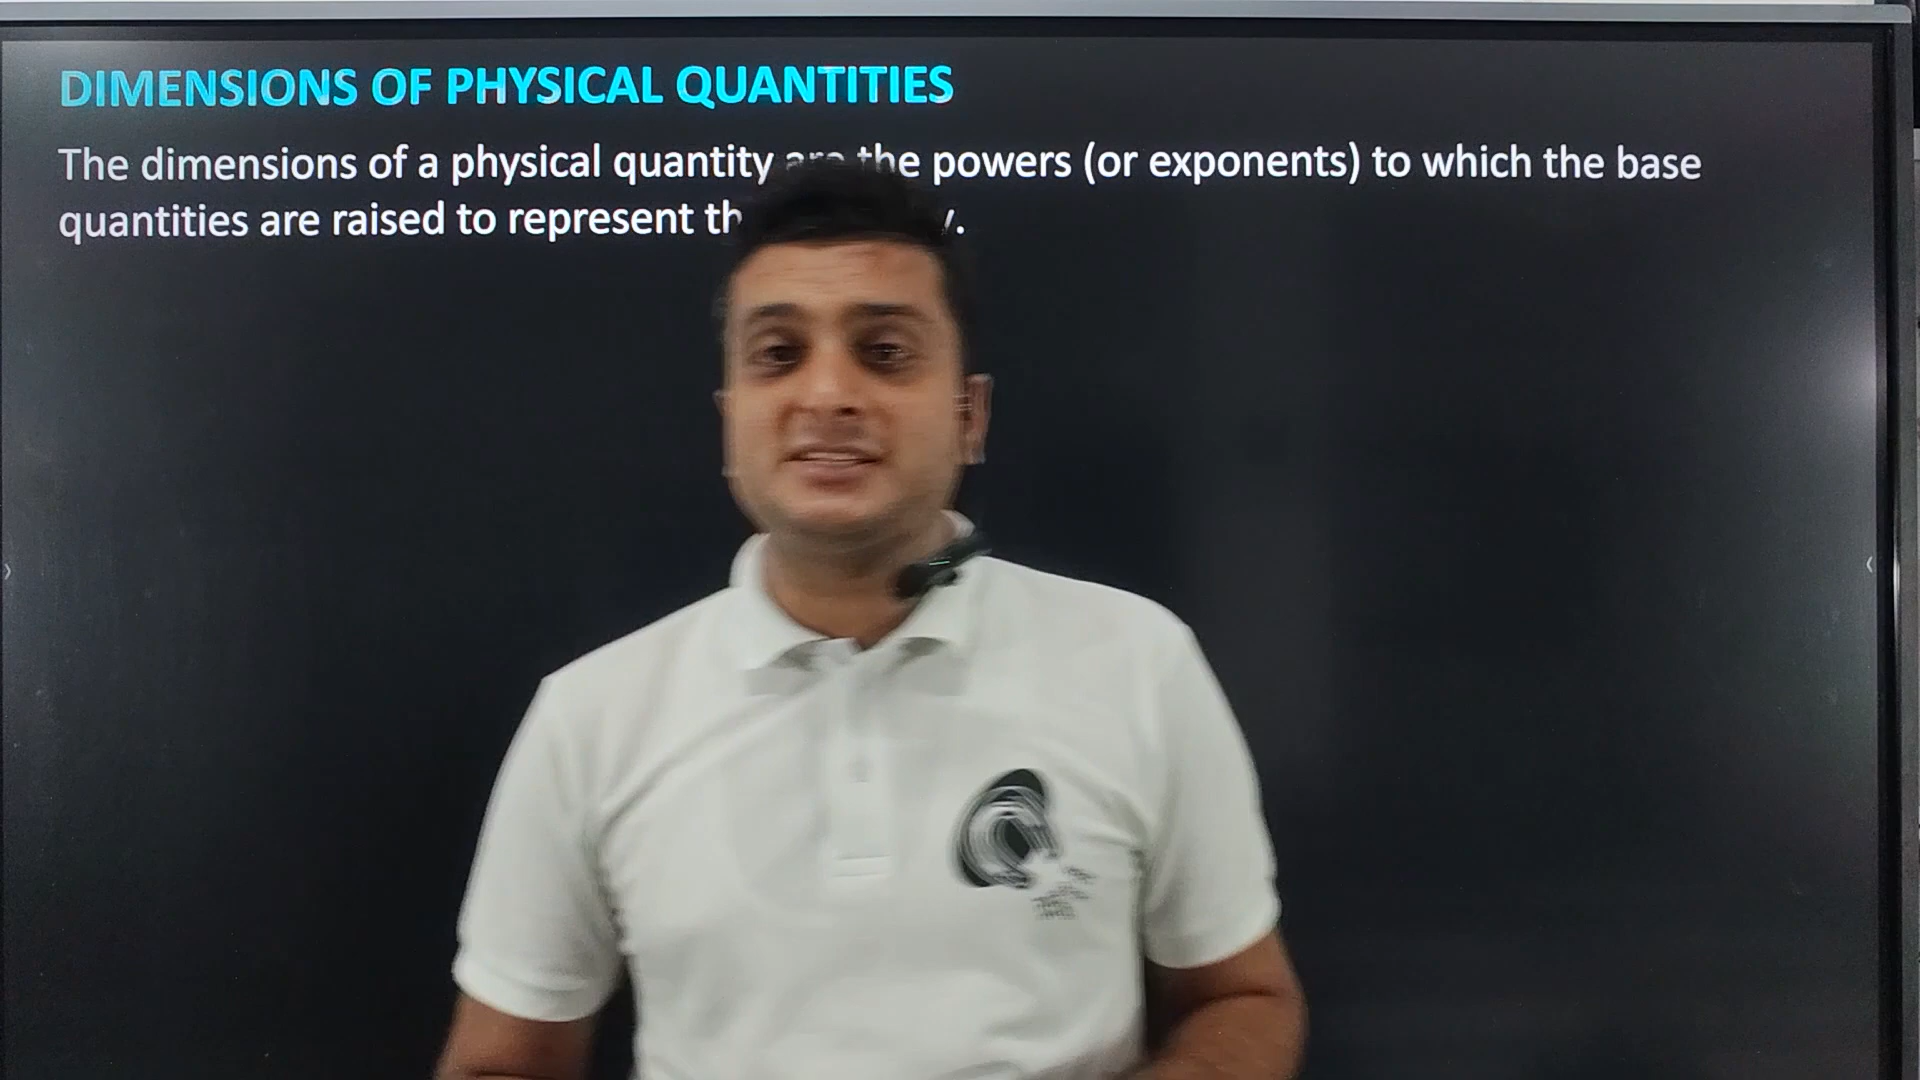 DIMENSIONS OF PHYSICAL QUANTITIES
The dimensions of a physical quantity are the powers (or exponents) to which the base
quantities are raised to represent